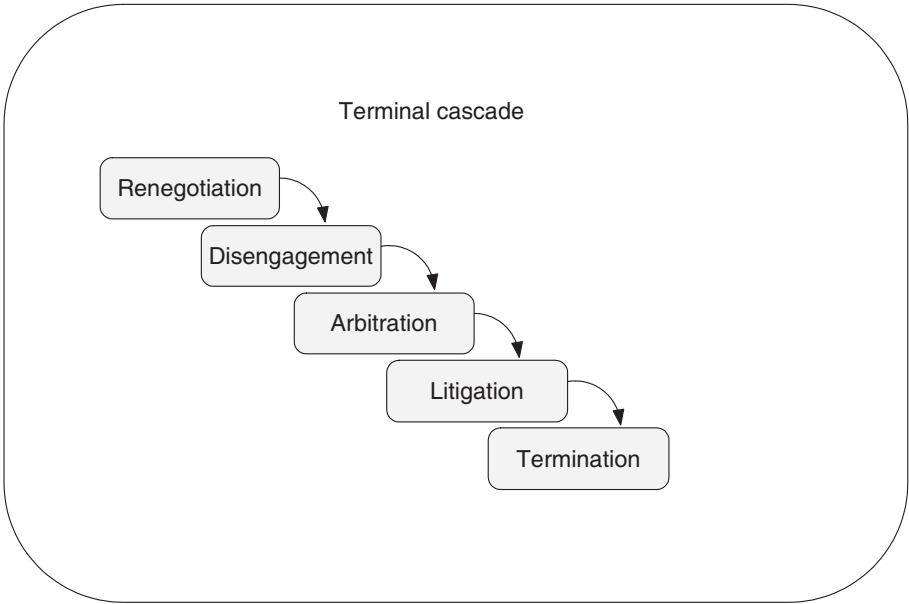 Terminal cascade
Renegotiation
Disengagement
Arbitration
Litigation
Termination